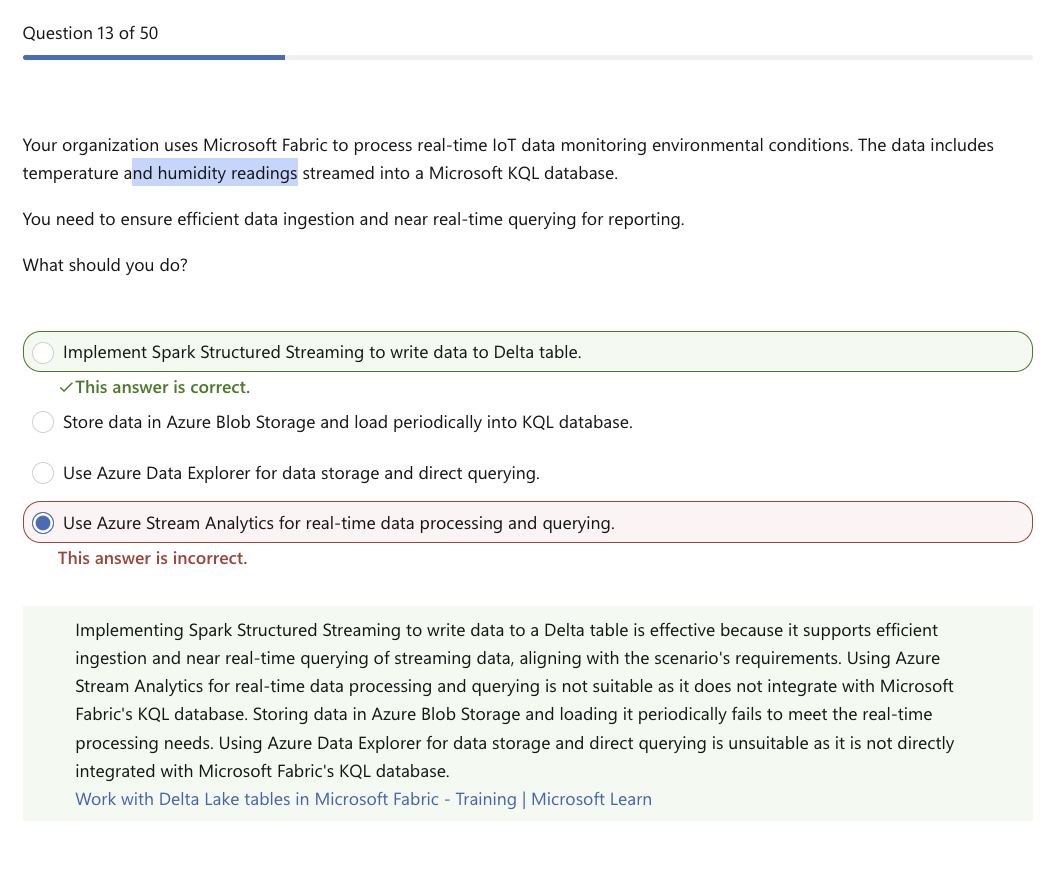 Question 13 of 50
Your organization uses Microsoft Fabric to process real-time IoT data monitoring environmental conditions. The data includes
temperature and humidity readings streamed into a Microsoft KQL database.
You need to ensure efficient data ingestion and near real-time querying for reporting.
What should you do?
Implement Spark Structured Streaming to write data to Delta table.
This answer is correct.
Store data in Azure Blob Storage and load periodically into KQL database.
Use Azure Data Explorer for data storage and direct querying.
Use Azure Stream Analytics for real-time data processing and querying.
This answer is incorrect.
Implementing Spark Structured Streaming to write data to a Delta table is effective because it supports efficient
ingestion and near real-time querying of streaming data, aligning with the scenario's requirements. Using Azure
Stream Analytics for real-time data processing and querying is not suitable as it does not integrate with Microsoft
Fabric's KQL database. Storing data in Azure Blob Storage and loading it periodically fails to meet the real-time
processing needs. Using Azure Data Explorer for data storage and direct querying is unsuitable as it is not directly
integrated with Microsoft Fabric's KQL database.
Work with Delta Lake tables in Microsoft Fabric - Training | Microsoft Learn